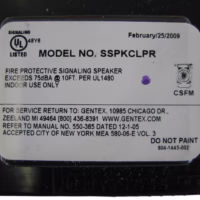 February/25/2009
UL
LISTED
MODEL NO. SSPKCLPR
FIRE PROTECTIVE SIGNALING SPEAKER
EXCEEDS 75dBA @ 10FT. PER UL1480
INDOOR USE ONLY
CSFM
FOR SERVICE RETURN TO: GENTEX, 10985 CHICAGO DR.,
ZEELAND MI 49464 (800) 436-8391 WWW.GENTEX.COM
REFER TO MANUAL NO. 550-365 DATED 12-1-05
ACCEPTED CITY OF NEW YORK MEA 580-06-E VOL. 3
DO NOT PAINT